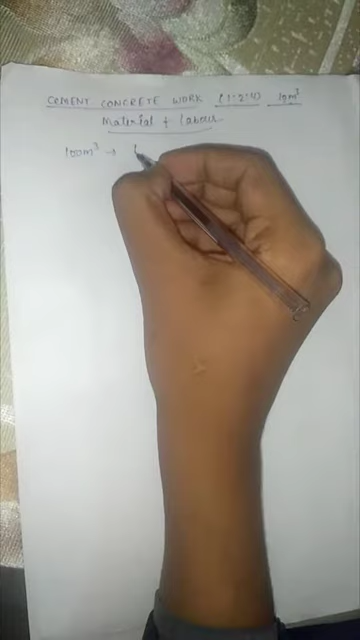 CEMENT CONCRETE WORK (1:2:4) 10m³
Material + Labour
100m³ →